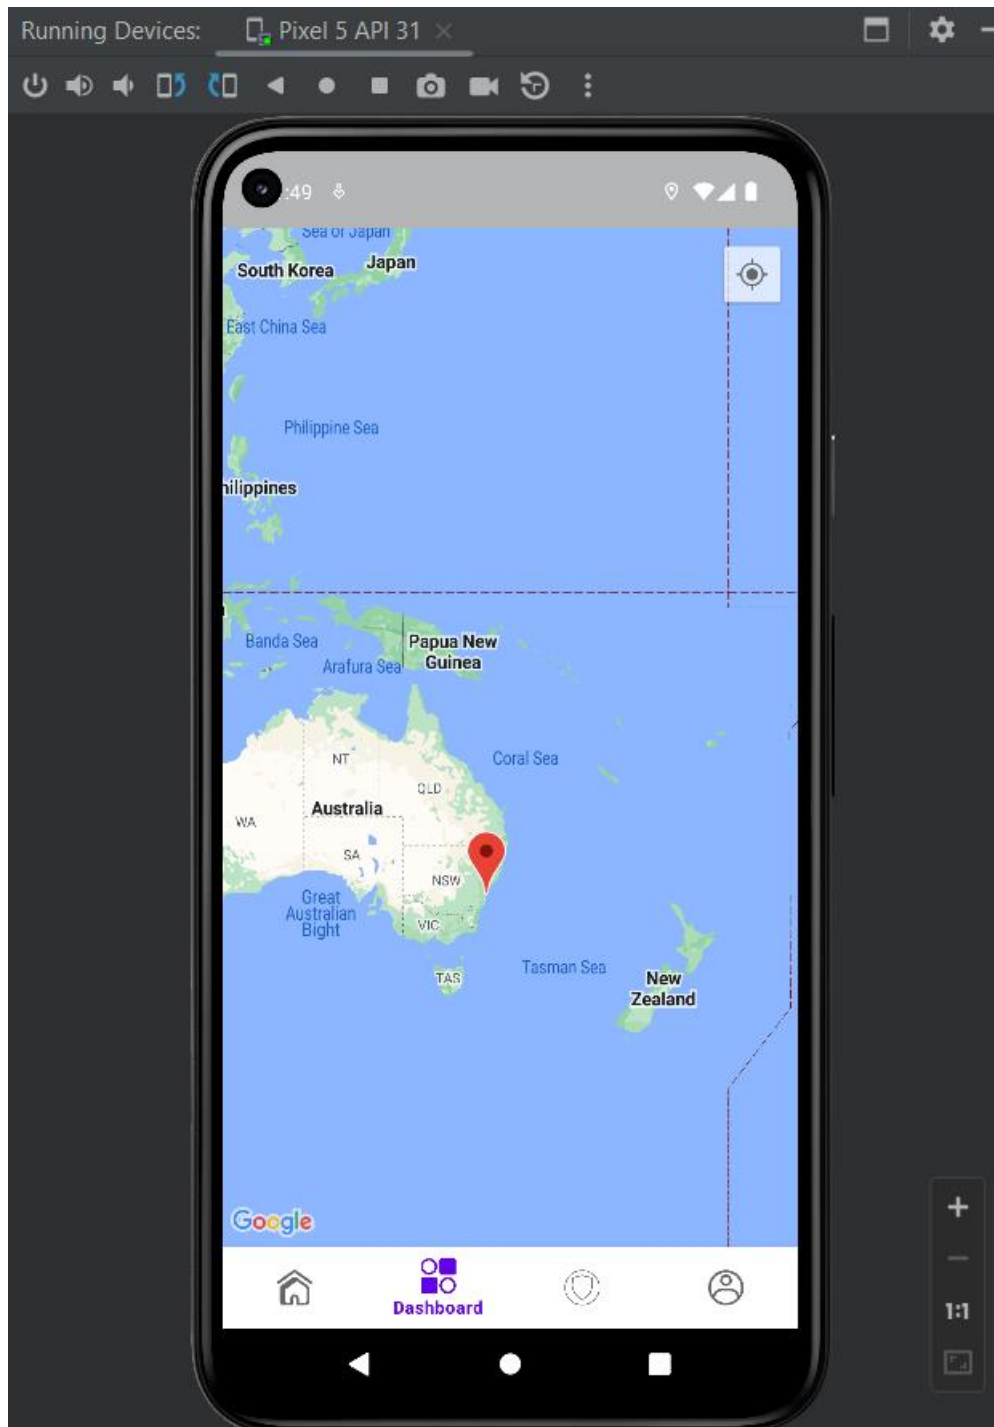 Running Devices:
Pixel 5 API 31
:49
Sea of Japan
South Korea
Japan
East China Sea
Philippine Sea
hilippines
Banda Sea
Papua New
Guinea
Arafura Sea
NT
Coral Sea
QLD
Australia
WA
SA
NSW
Great
Australian
Bight
VIC
Tasman Sea
TAS
New
Zealand
Google
Dashboard
1:1